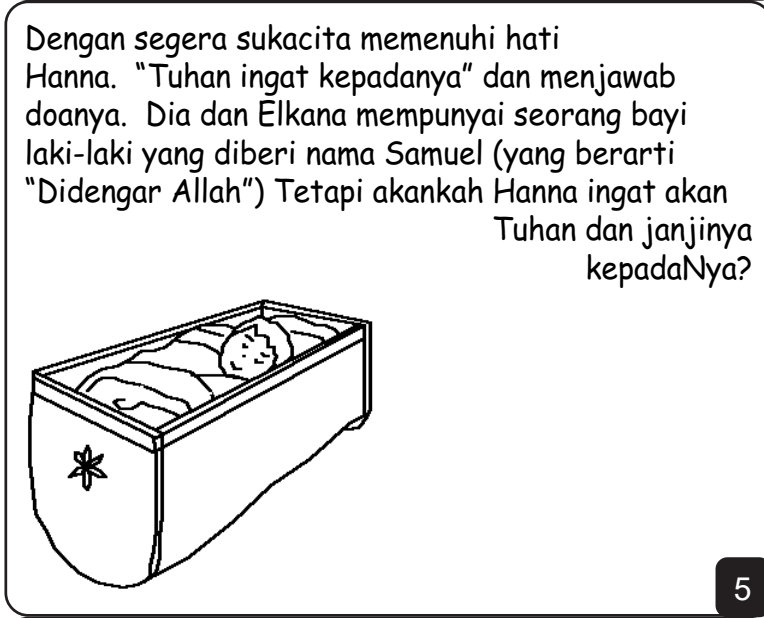 Dengan segera sukacita memenuhi hati
Hanna.  “Tuhan ingat kepadanya” dan menjawab
doanya.  Dia dan Elkana mempunyai seorang bayi
laki-laki yang diberi nama Samuel (yang berarti
“Didengar Allah”) Tetapi akankah Hanna ingat akan
Tuhan dan janjinya
kepadaNya?
5